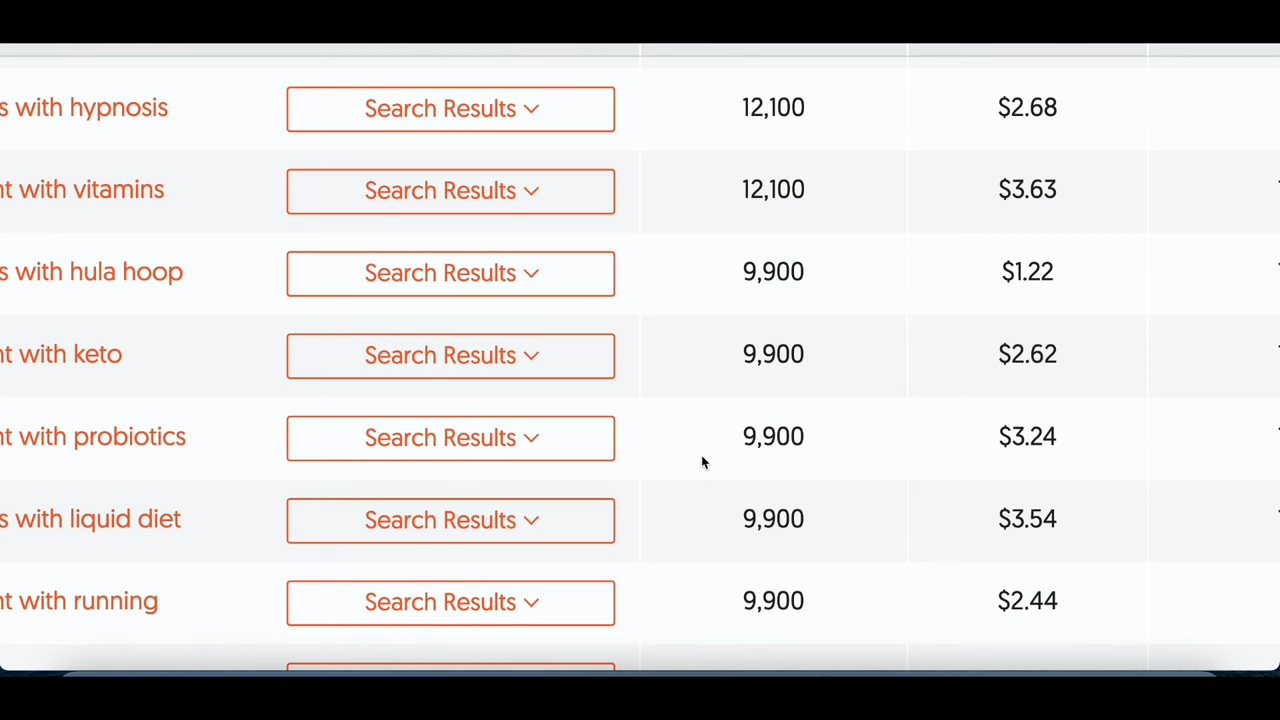 s with hypnosis Search Results 12,100 $2.68
nt with vitamins Search Results 12,100 $3.63
s with hula hoop Search Results 9,900 $1.22
nt with keto Search Results 9,900 $2.62
nt with probiotics Search Results 9,900 $3.24
s with liquid diet Search Results 9,900 $3.54
nt with running Search Results 9,900 $2.44